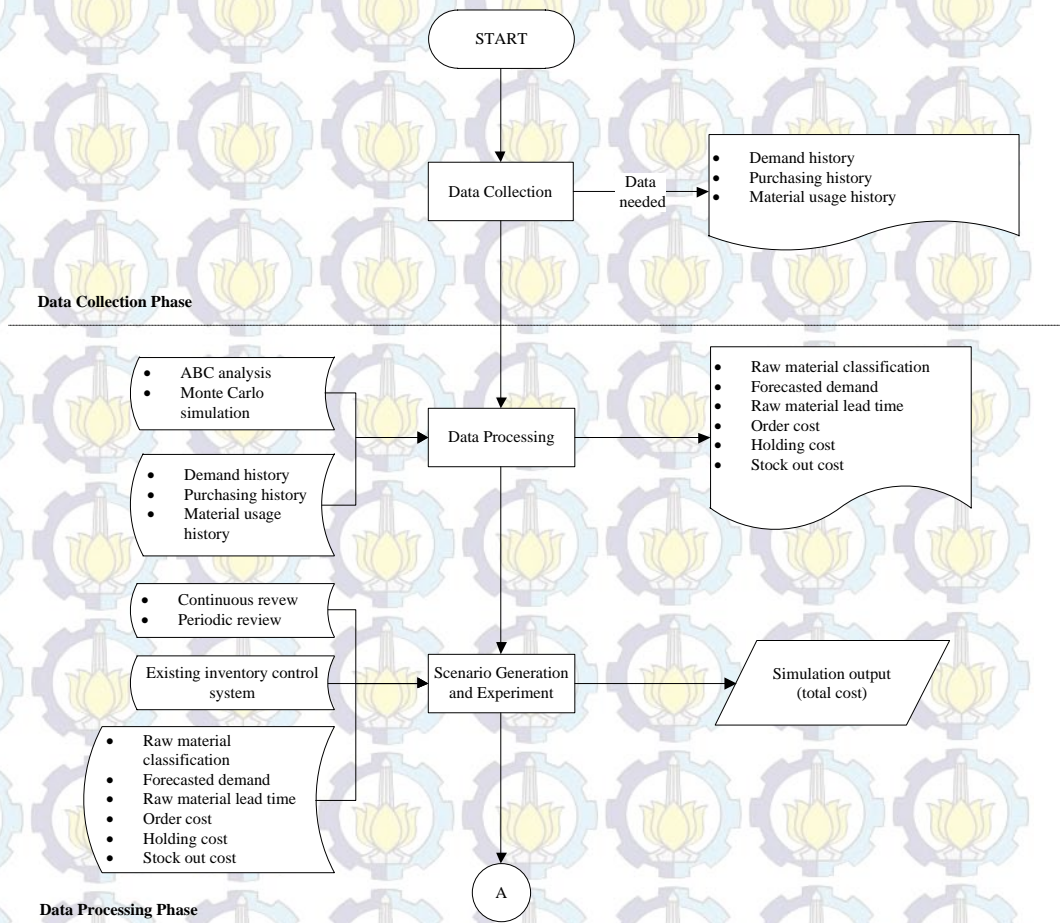 START
Data Collection
Data
needed
• Demand history
• Purchasing history
• Material usage history
Data Collection Phase
• ABC analysis
• Monte Carlo
simulation
• Demand history
• Purchasing history
• Material usage
history
Data Processing
• Raw material classification
• Forecasted demand
• Raw material lead time
• Order cost
• Holding cost
• Stock out cost
• Continuous revew
• Periodic review
Existing inventory control
system
• Raw material
classification
• Forecasted demand
• Raw material lead time
• Order cost
• Holding cost
• Stock out cost
Scenario Generation
and Experiment
Simulation output
(total cost)
A
Data Processing Phase